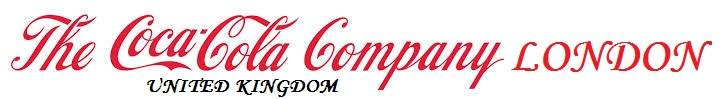 The Coca-Cola Company LONDON
UNITED KINGDOM